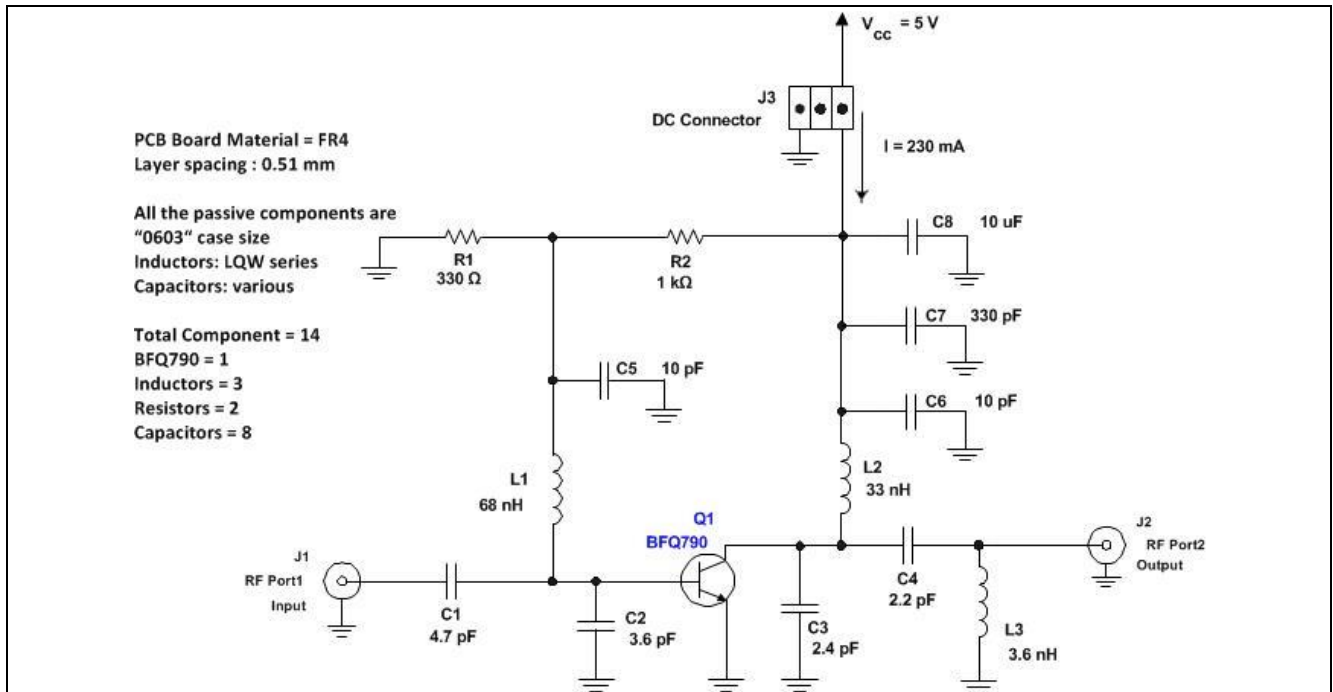 V_CC = 5 V
J3
DC Connector
I = 230 mA
PCB Board Material = FR4
Layer spacing : 0.51 mm
All the passive components are
"0603" case size
Inductors: LQW series
Capacitors: various
Total Component = 14
BFQ790 = 1
Inductors = 3
Resistors = 2
Capacitors = 8
R1
330 Ω
R2
1 kΩ
C8 10 uF
C7 330 pF
C5 10 pF
C6 10 pF
L1
68 nH
L2
33 nH
Q1
BFQ790
J1
RF Port1
Input
C1
4.7 pF
C2
3.6 pF
C3
2.4 pF
C4
2.2 pF
J2
RF Port2
Output
L3
3.6 nH